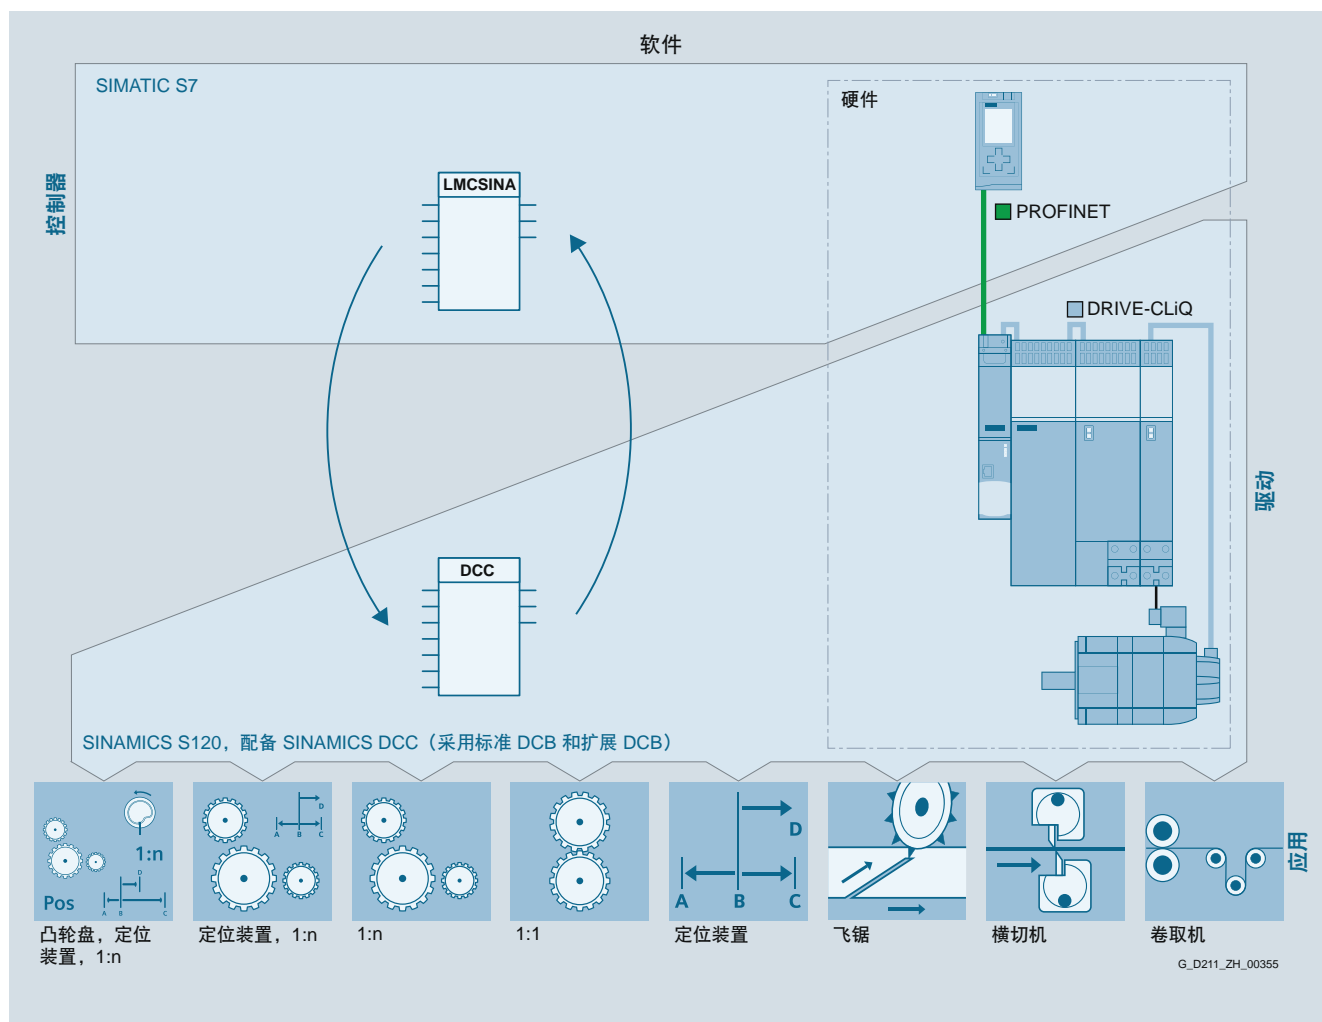 软件
SIMATIC S7
硬件
控制器
LMCSINA
PROFINET
DRIVE-CLiQ
驱动
DCC
SINAMICS S120，配备 SINAMICS DCC（采用标准 DCB 和扩展 DCB）
1:n
Pos
D
A B C
D
A B C
D
A B C
应用
凸轮盘，定位
装置，1:n
定位装置，1:n
1:n
1:1
定位装置
飞锯
横切机
卷取机
G_D211_ZH_00355